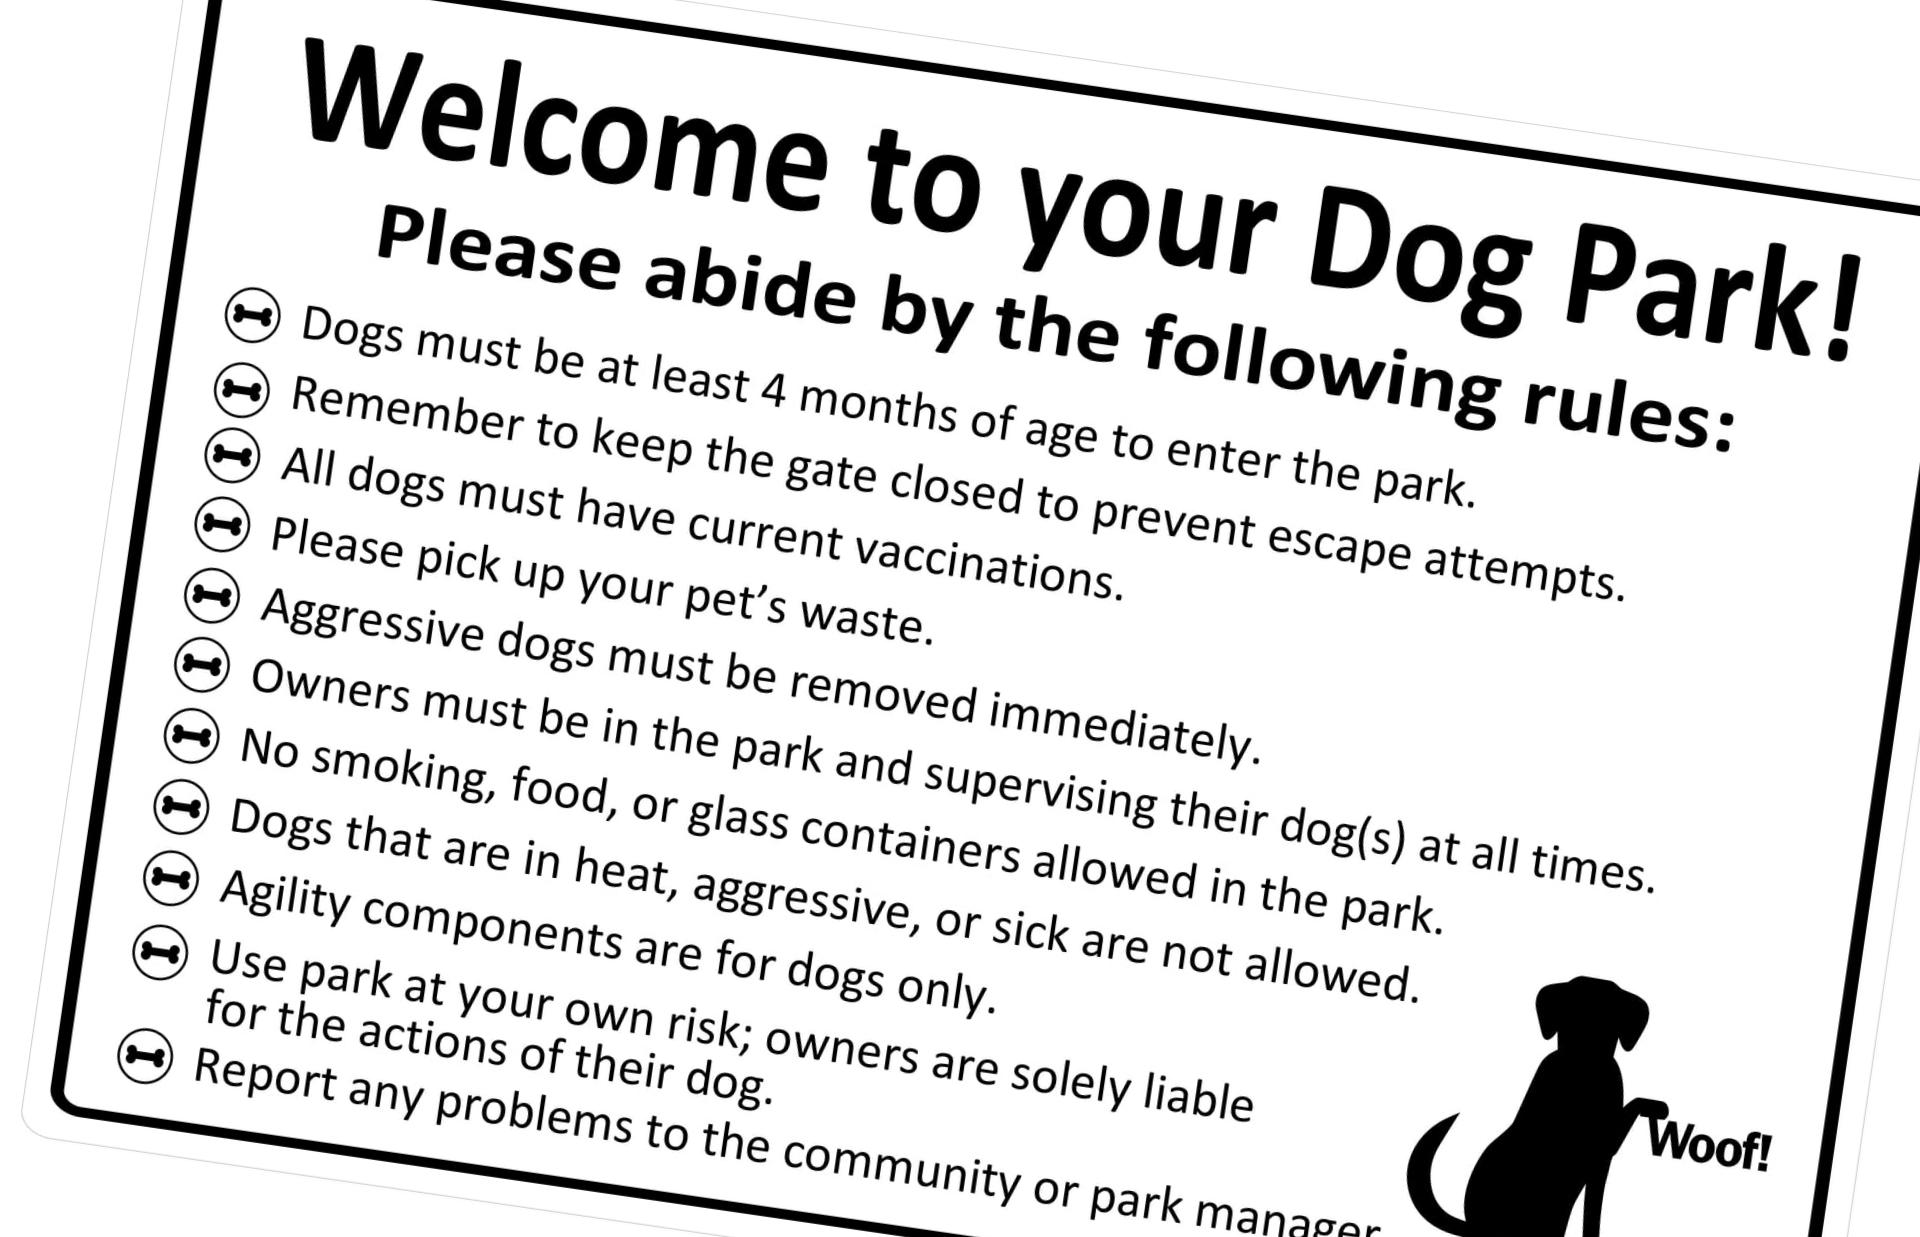 Welcome to your Dog Park!
Please abide by the following rules:
Dogs must be at least 4 months of age to enter the park.
Remember to keep the gate closed to prevent escape attempts.
All dogs must have current vaccinations.
Please pick up your pet’s waste.
Aggressive dogs must be removed immediately.
Owners must be in the park and supervising their dog(s) at all times.
No smoking, food, or glass containers allowed in the park.
Dogs that are in heat, aggressive, or sick are not allowed.
Agility components are for dogs only.
Use park at your own risk; owners are solely liable
for the actions of their dog.
Report any problems to the community or park manager
Woof!